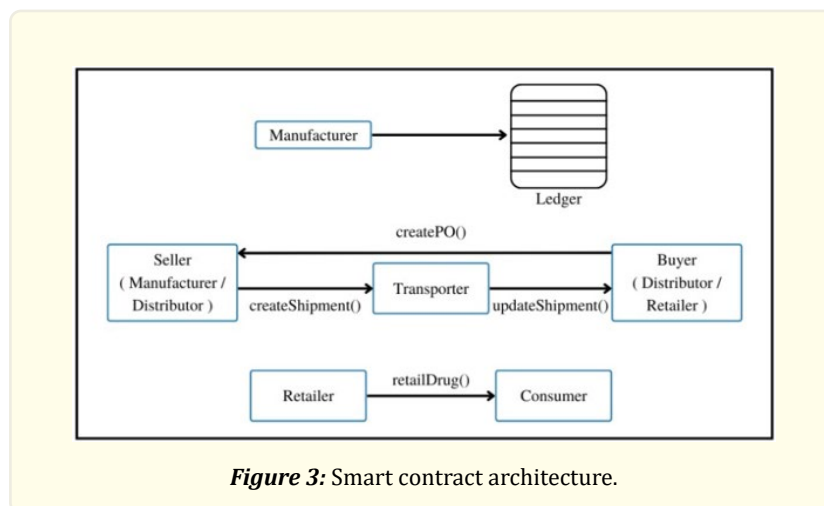 Manufacturer
Ledger
createPO()
Seller
( Manufacturer /
Distributor )
createShipment()
Transporter
updateShipment()
Buyer
( Distributor /
Retailer )
Retailer
retailDrug()
Consumer
Figure 3: Smart contract architecture.